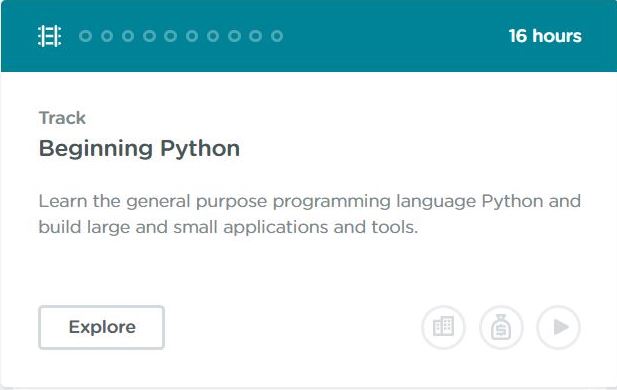 16 hours
Track
Beginning Python
Learn the general purpose programming language Python and
build large and small applications and tools.
Explore